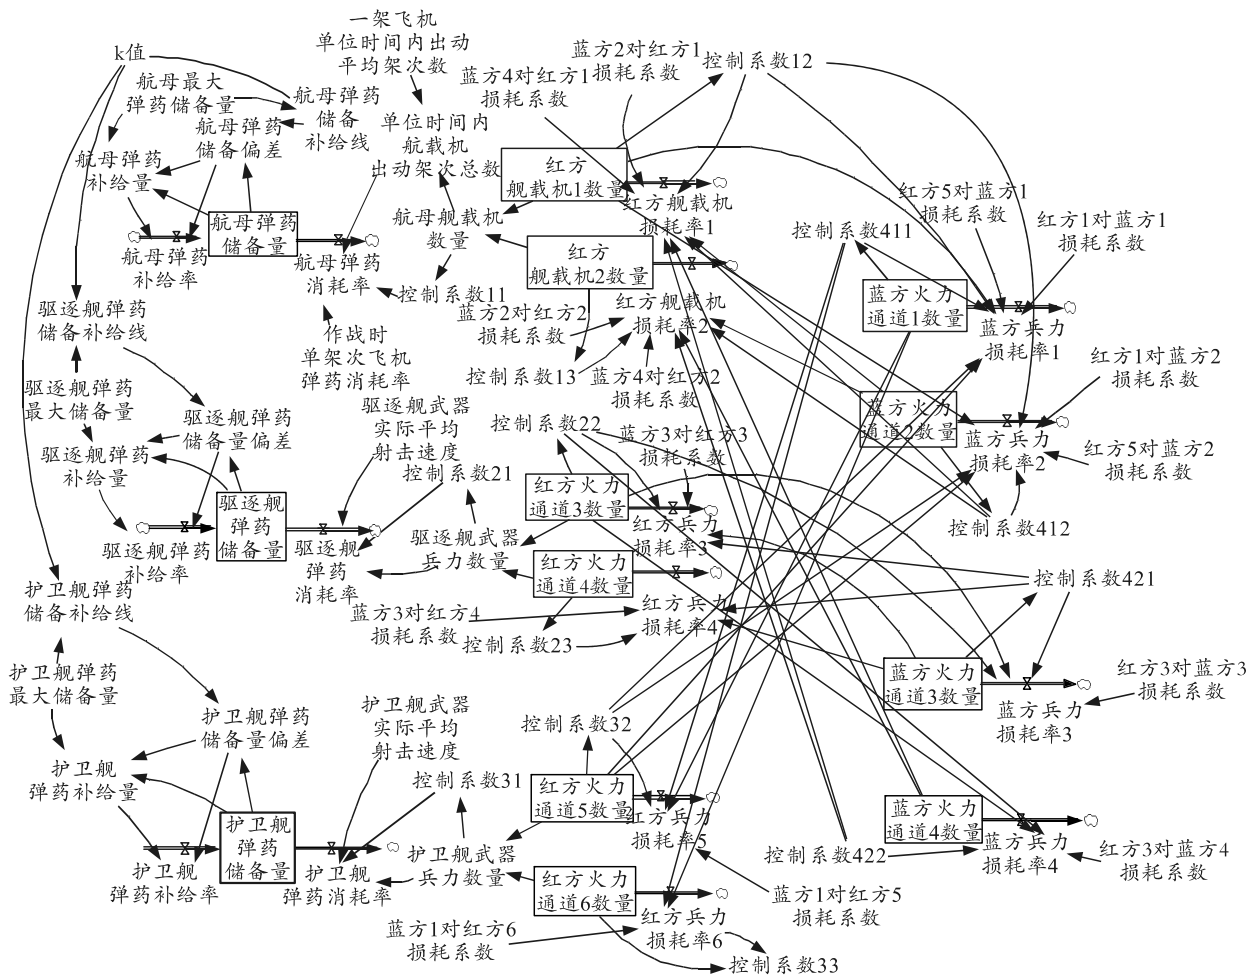 一架飞机
单位时间内出动
平均架次数
k值
航母最大
弹药储备量
航母弹药
储备
补给线
航母弹药
储备偏差
航母弹药
补给量
航母弹药
储备量
航母弹药
补给率
航母弹药
消耗率
单位时间内
航载机
出动架次总数
航母舰载机
数量
控制系数11
作战时
单架次飞机
弹药消耗率
蓝方4对红方1
损耗系数
蓝方2对红方1
损耗系数
控制系数12
红方
舰载机1数量
红方舰载机
损耗率1
红方
舰载机2数量
红方舰载机
损耗率2
蓝方2对红方2
损耗系数
控制系数13
蓝方4对红方2
损耗系数
控制系数411
红方5对蓝方1
损耗系数
红方1对蓝方1
损耗系数
蓝方火力
通道1数量
蓝方兵力
损耗率1
红方1对蓝方2
损耗系数
蓝方火力
通道2数量
蓝方兵力
损耗率2
红方5对蓝方2
损耗系数
控制系数412
驱逐舰弹药
储备补给线
驱逐舰弹药
最大储备量
驱逐舰弹药
储备量偏差
驱逐舰弹药
补给量
驱逐舰
弹药
储备量
驱逐舰弹药
补给率
驱逐舰
弹药
消耗率
驱逐舰武器
实际平均
射击速度
控制系数21
驱逐舰武器
兵力数量
控制系数22
蓝方3对红方3
损耗系数
红方火力
通道3数量
红方兵力
损耗率3
红方火力
通道4数量
红方兵力
损耗率4
蓝方3对红方4
损耗系数
控制系数23
控制系数421
蓝方火力
通道3数量
蓝方兵力
损耗率3
红方3对蓝方3
损耗系数
护卫舰弹药
储备补给线
护卫舰弹药
最大储备量
护卫舰弹药
储备量偏差
护卫舰
弹药补给量
护卫舰
弹药
储备量
护卫舰
弹药补给率
护卫舰
弹药消耗率
护卫舰武器
实际平均
射击速度
控制系数31
护卫舰武器
兵力数量
控制系数32
红方火力
通道5数量
红方兵力
损耗率5
红方火力
通道6数量
红方兵力
损耗率6
蓝方1对红方6
损耗系数
控制系数33
蓝方1对红方5
损耗系数
控制系数422
蓝方火力
通道4数量
蓝方兵力
损耗率4
红方3对蓝方4
损耗系数